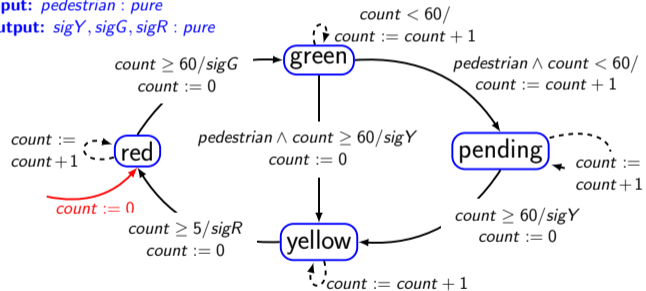 put: pedestrian : pure
utput: sigY, sigG, sigR : pure
count < 60/
count := count + 1
count ≥ 60/sigG
count := 0
green
pedestrian ∧ count < 60/
count := count + 1
count :=
count+1
red
pedestrian ∧ count ≥ 60/sigY
count := 0
pending
count :=
count+1
count := 0
count ≥ 5/sigR
count := 0
yellow
count ≥ 60/sigY
count := 0
count := count + 1